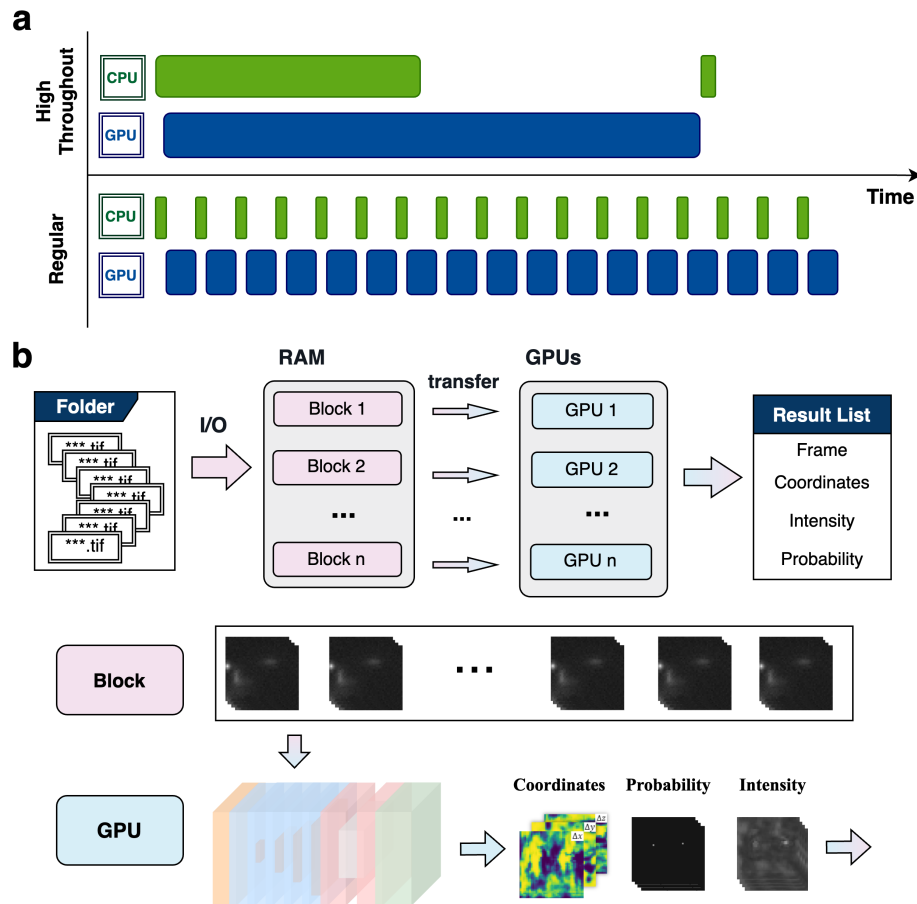 a
High
Throughout
CPU
GPU
Time
Regular
CPU
GPU
b
RAM
GPUs
Folder
***.tif
***.tif
***.tif
***.tif
***.tif
***.tif
***.tif
I/O
Block 1
Block 2
...
Block n
transfer
...
GPU 1
GPU 2
...
GPU n
Result List
Frame
Coordinates
Intensity
Probability
Block
...
GPU
Coordinates
Probability
Intensity
Δz
Δy
Δx